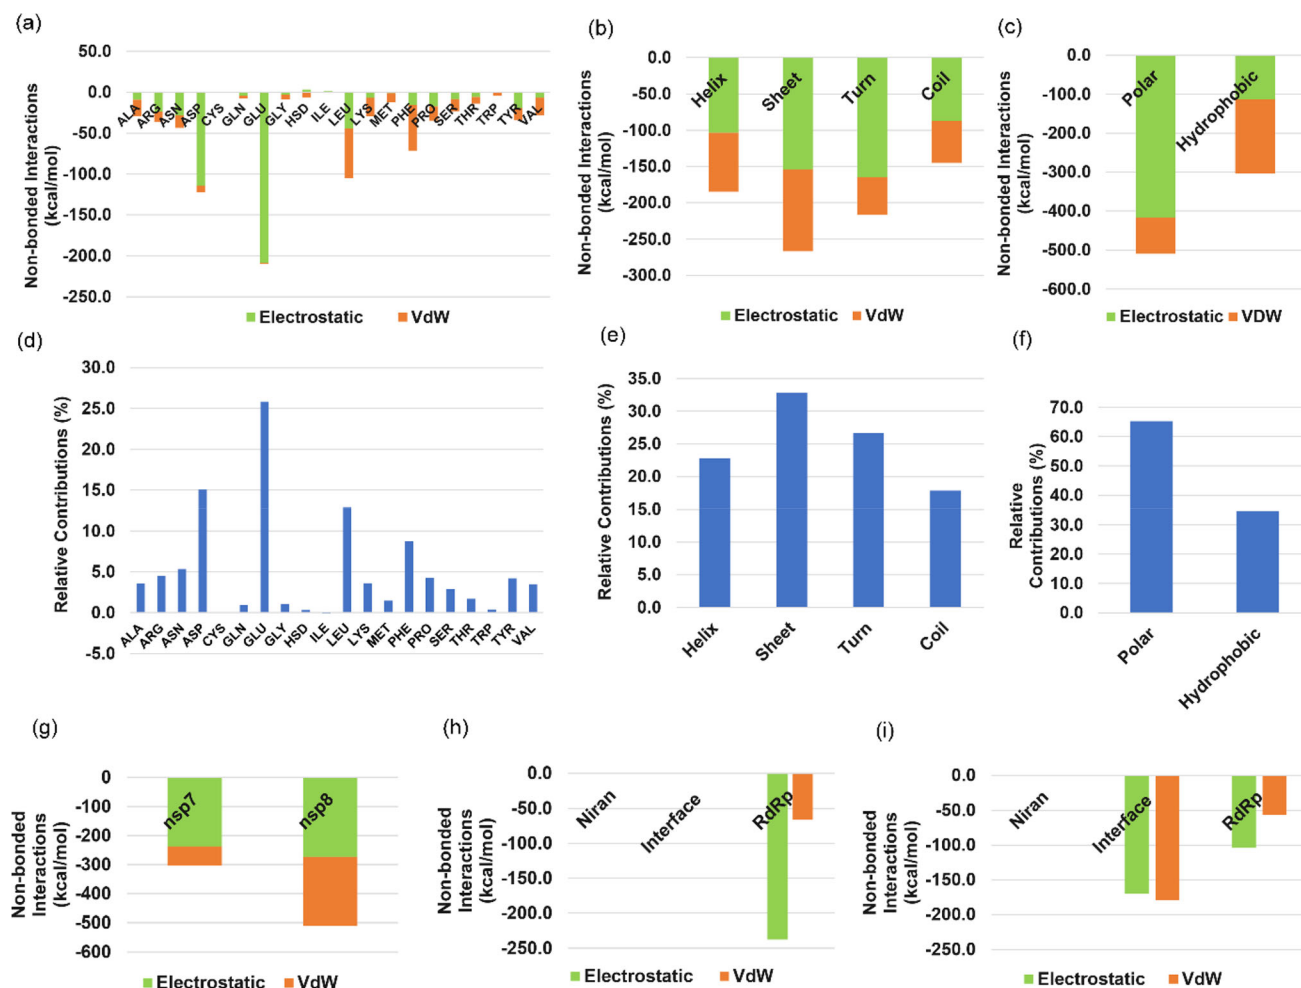 (a)
50.0
0.0
-50.0
-100.0
-150.0
-200.0
-250.0
Non-bonded Interactions
(kcal/mol)
ALA ARG ASN ASP CYS GLN GLU GLY HSD ILE LEU LYS MET PHE PRO SER THR TRP TYR VAL
Electrostatic VdW
(b)
0.0
-50.0
-100.0
-150.0
-200.0
-250.0
-300.0
Non-bonded Interactions
(kcal/mol)
Helix Sheet Turn Coil
Electrostatic VdW
(c)
0.0
-100.0
-200.0
-300.0
-400.0
-500.0
-600.0
Non-bonded Interactions
(kcal/mol)
Polar Hydrophobic
Electrostatic VDW
(d)
30.0
25.0
20.0
15.0
10.0
5.0
0.0
-5.0
Relative Contributions (%)
ALA ARG ASN ASP CYS GLN GLU GLY HSD ILE LEU LYS MET PHE PRO SER THR TRP TYR VAL
(e)
35.0
30.0
25.0
20.0
15.0
10.0
5.0
0.0
Relative Contributions (%)
Helix Sheet Turn Coil
(f)
70.0
60.0
50.0
40.0
30.0
20.0
10.0
0.0
Relative
Contributions (%)
Polar Hydrophobic
(g)
0
-100
-200
-300
-400
-500
-600
Non-bonded
Interactions
(kcal/mol)
nsp7 nsp8
Electrostatic VdW
(h)
0.0
-50.0
-100.0
-150.0
-200.0
-250.0
Non-bonded
Interactions
(kcal/mol)
Niran Interface RdRp
Electrostatic VdW
(i)
0.0
-50.0
-100.0
-150.0
-200.0
-250.0
Non-bonded
Interactions
(kcal/mol)
Niran Interface RdRp
Electrostatic VdW